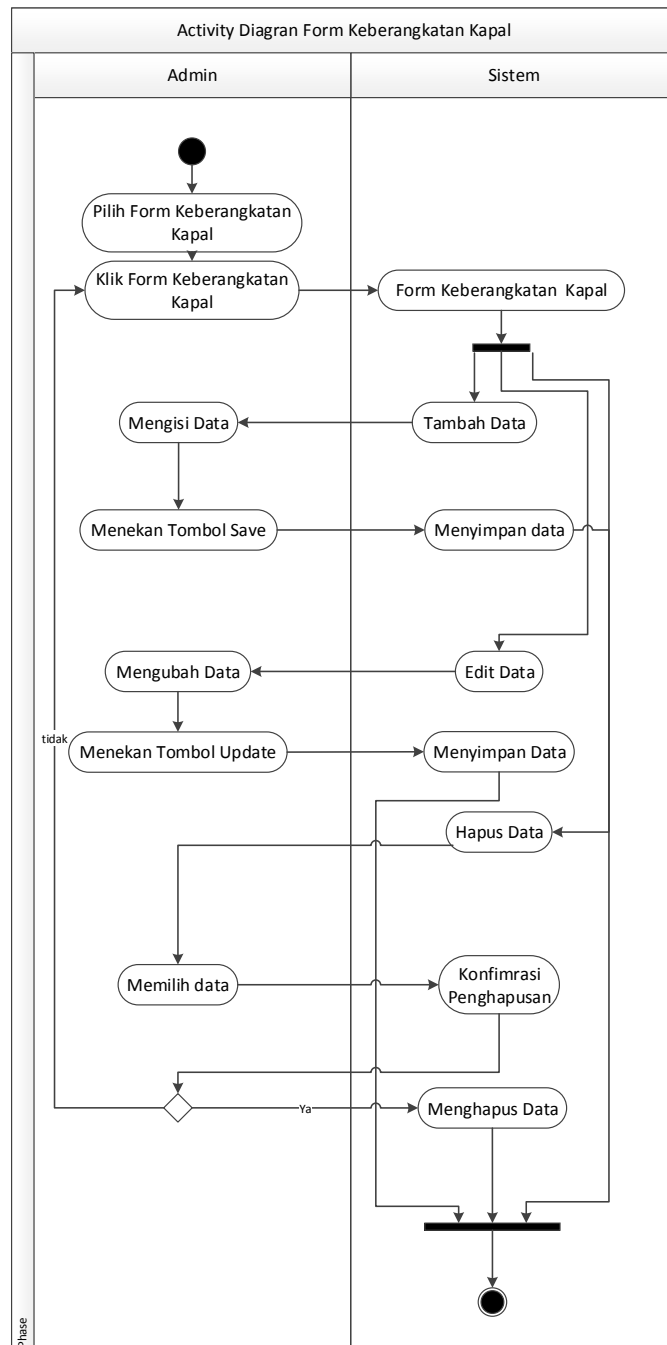 Activity Diagran Form Keberangkatan Kapal
Admin
Sistem
Pilih Form Keberangkatan
Kapal
Klik Form Keberangkatan
Kapal
Form Keberangkatan Kapal
Mengisi Data
Tambah Data
Menekan Tombol Save
Menyimpan data
Mengubah Data
Edit Data
tidak
Menekan Tombol Update
Menyimpan Data
Hapus Data
Memilih data
Konfimrasi
Penghapusan
Ya
Menghapus Data
Phase